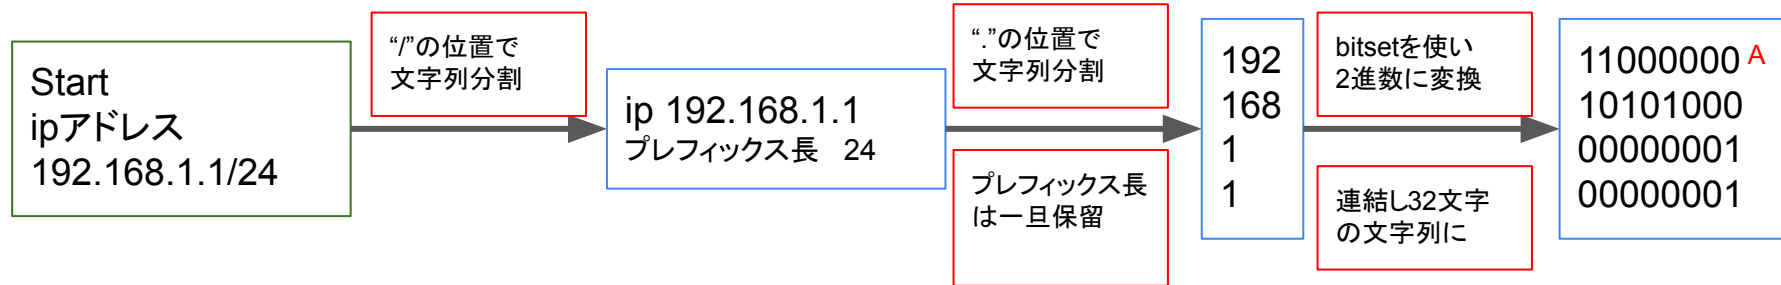 Start
ipアドレス
192.168.1.1/24
“/”の位置で
文字列分割
ip 192.168.1.1
プレフィックス長　24
“.”の位置で
文字列分割
プレフィックス長
は一旦保留
192
168
1
1
bitsetを使い
2進数に変換
連結し32文字
の文字列に
11000000 A
10101000
00000001
00000001